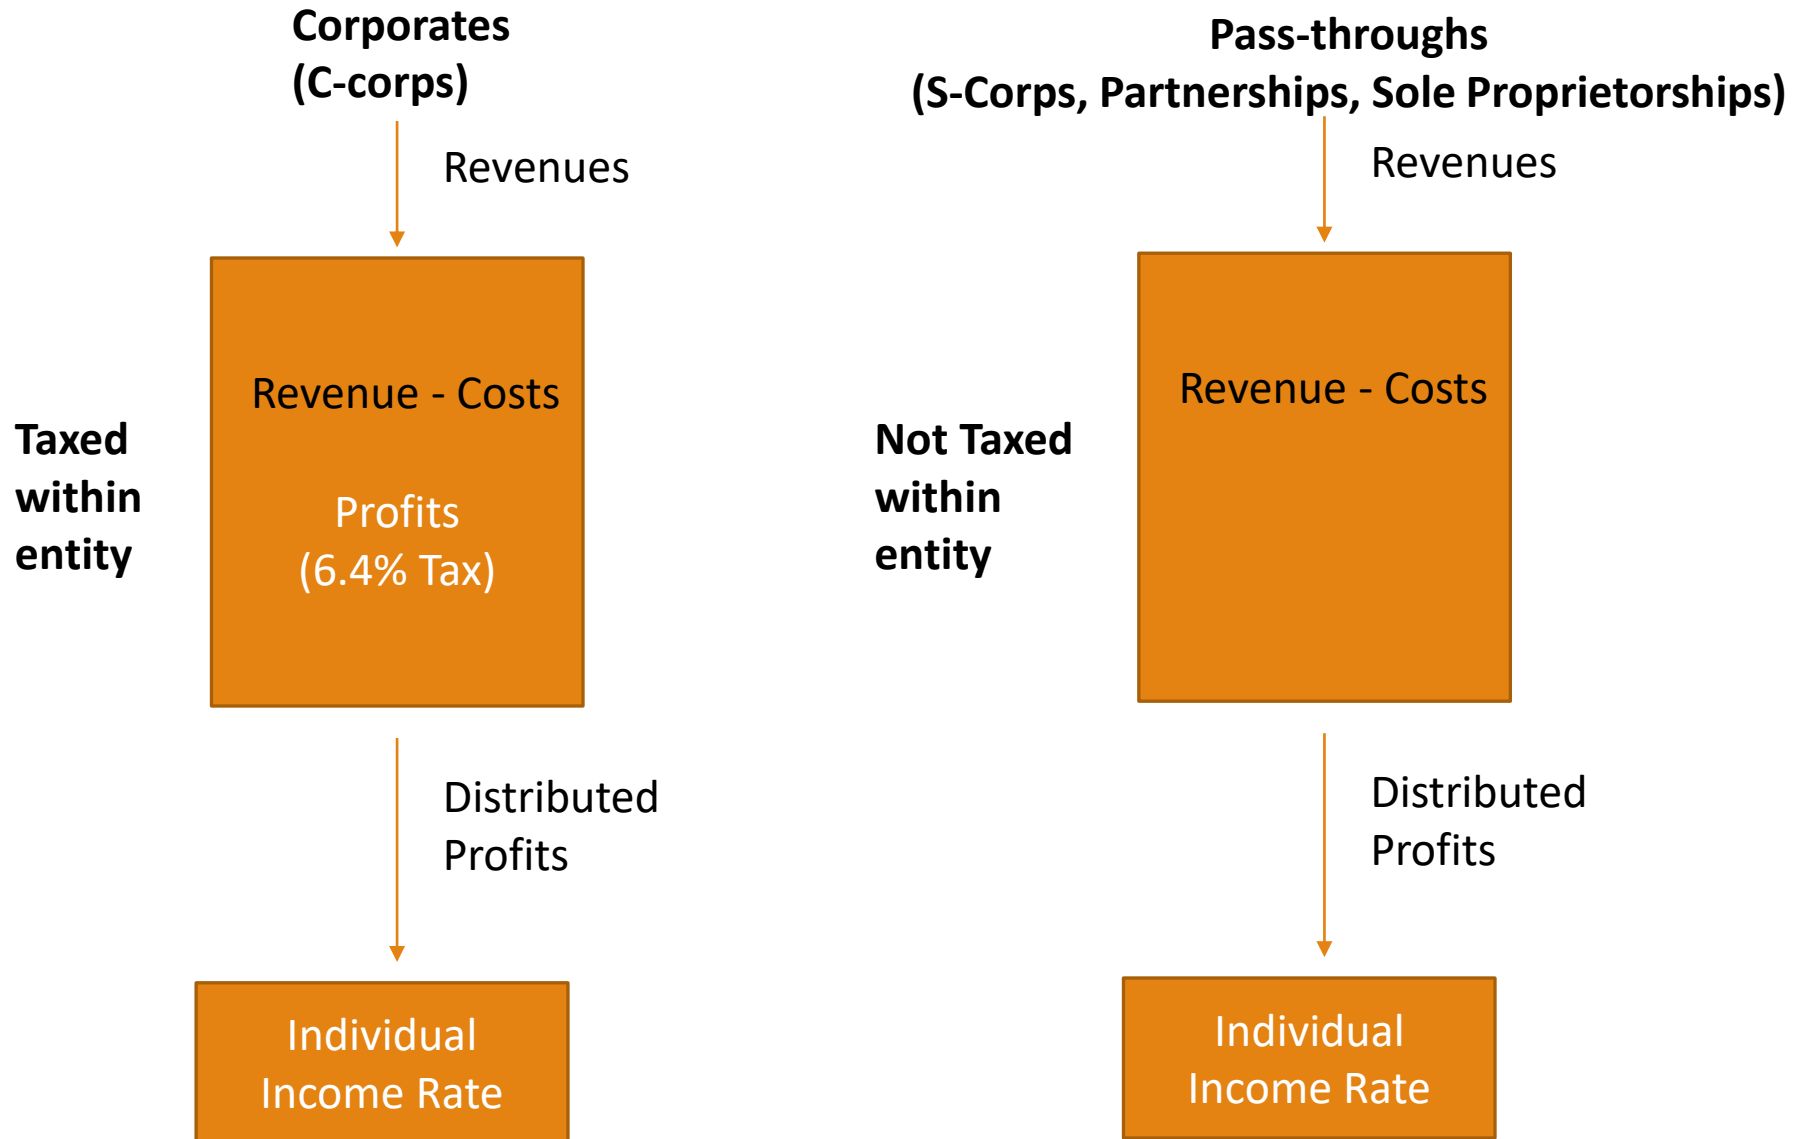 Corporates
(C-corps)
Revenues
Revenue - Costs
Profits
(6.4% Tax)
Taxed
within
entity
Distributed
Profits
Individual
Income Rate
Pass-throughs
(S-Corps, Partnerships, Sole Proprietorships)
Revenues
Revenue - Costs
Not Taxed
within
entity
Distributed
Profits
Individual
Income Rate